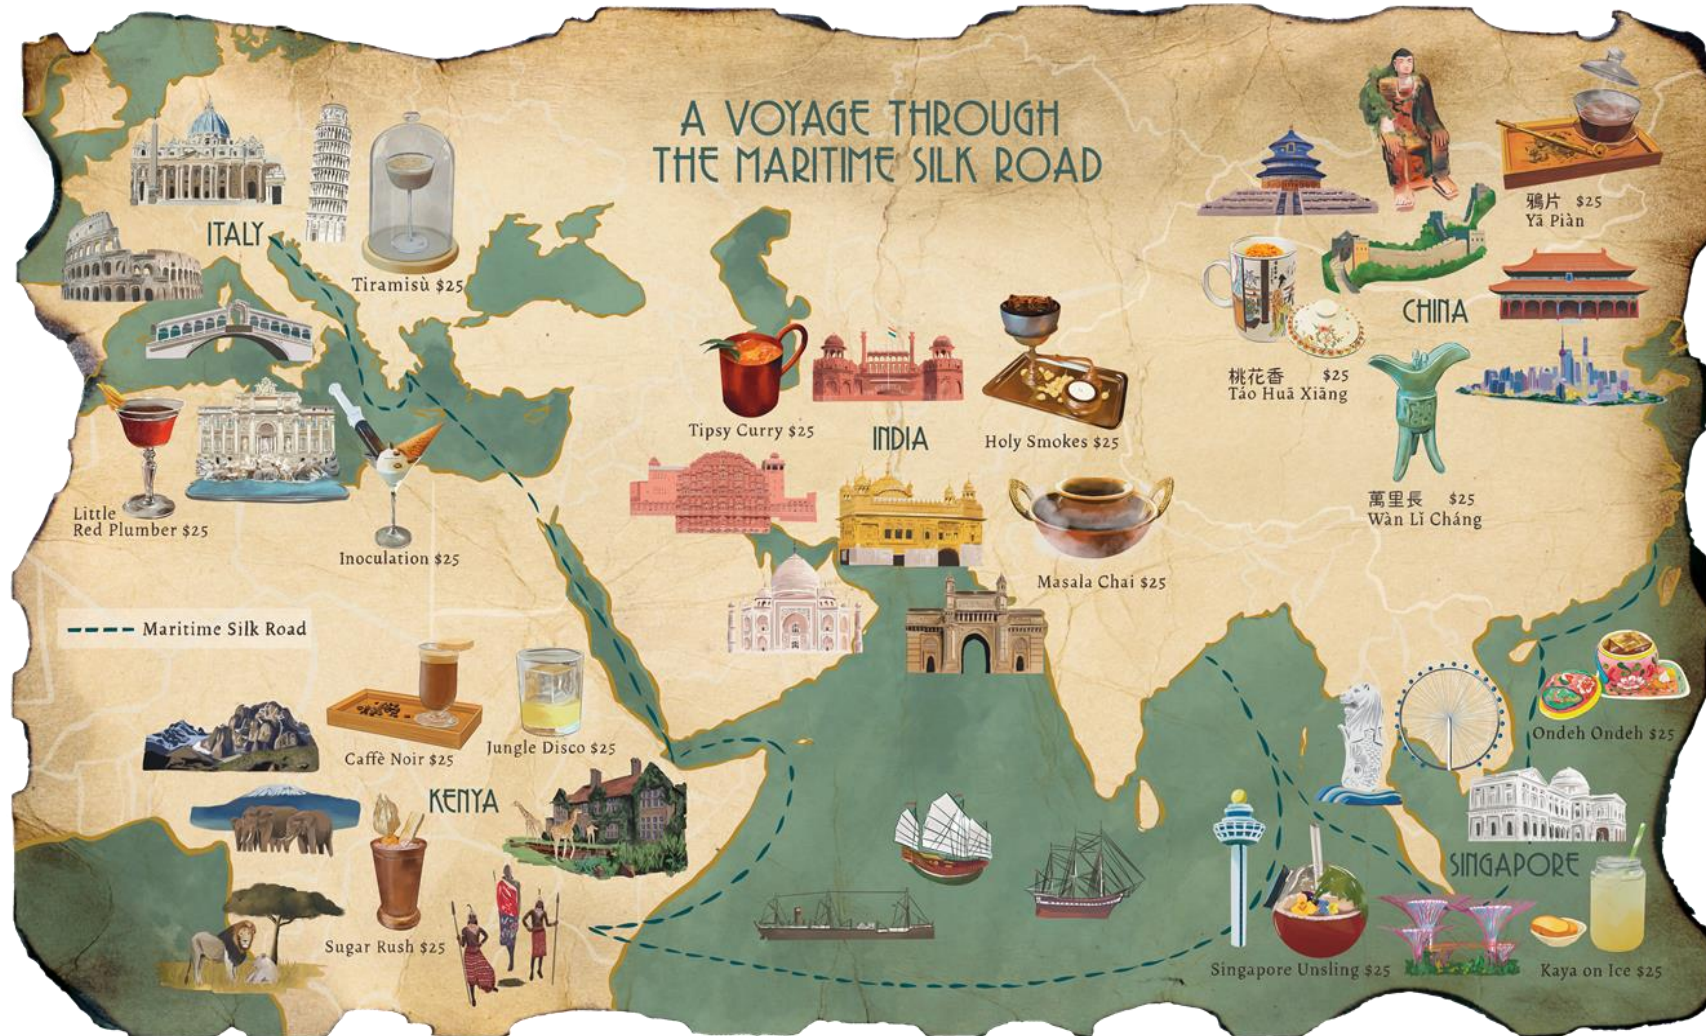 A VOYAGE THROUGH
THE MARITIME SILK ROAD
ITALY
Tiramisù $25
Little
Red Plumber $25
Inoculation $25
Maritime Silk Road
Caffè Noir $25
Jungle Disco $25
KENYA
Sugar Rush $25
Tipsy Curry $25
INDIA
Holy Smokes $25
Masala Chai $25
鴉片 $25
Yā Piàn
CHINA
桃花香 $25
Táo Huā Xiāng
萬里長 $25
Wàn Lǐ Cháng
Ondeh Ondeh $25
SINGAPORE
Singapore Unsling $25
Kaya on Ice $25